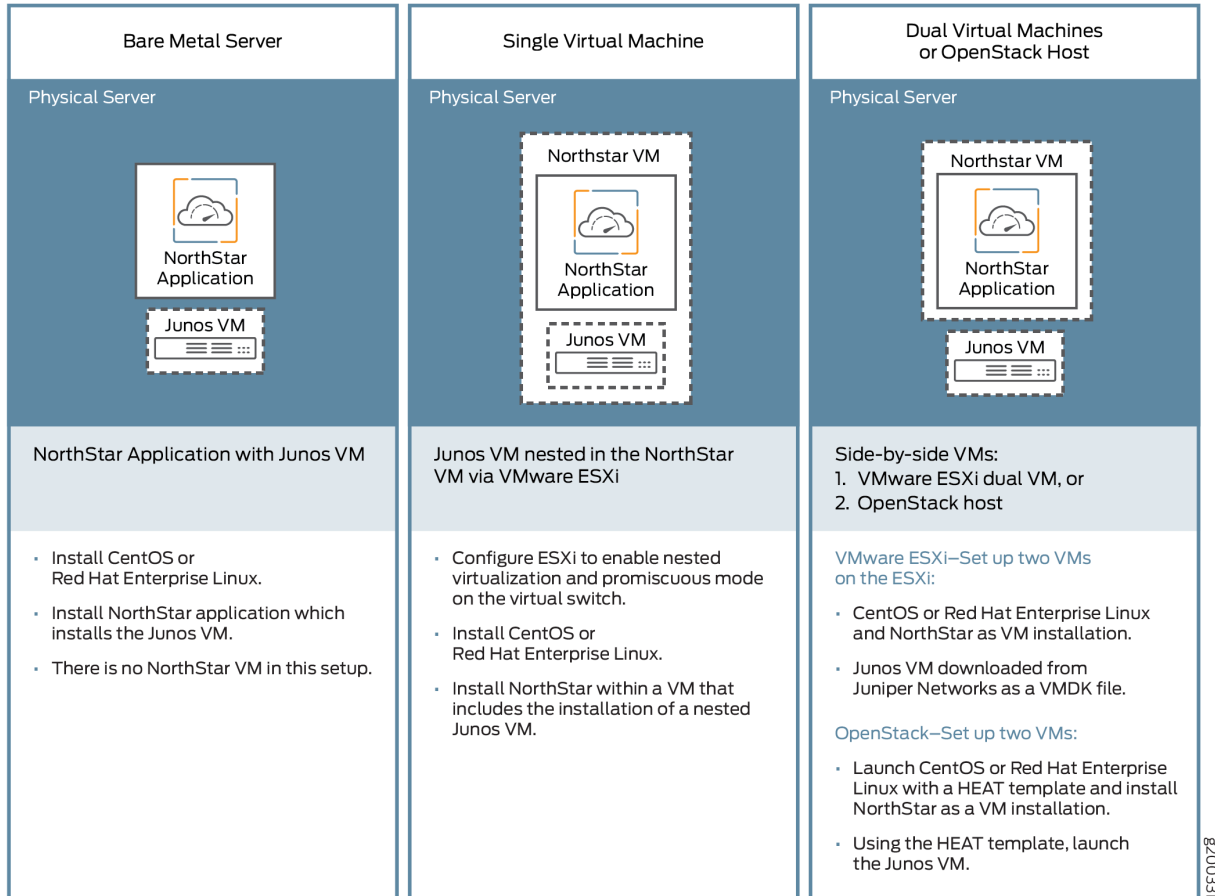 Bare Metal Server
Physical Server
NorthStar
Application
Junos VM
NorthStar Application with Junos VM
· Install CentOS or
Red Hat Enterprise Linux.
· Install NorthStar application which
installs the Junos VM.
· There is no NorthStar VM in this setup.
Single Virtual Machine
Physical Server
Northstar VM
NorthStar
Application
Junos VM
Junos VM nested in the NorthStar
VM via VMware ESXi
· Configure ESXi to enable nested
virtualization and promiscuous mode
on the virtual switch.
· Install CentOS or
Red Hat Enterprise Linux.
· Install NorthStar within a VM that
includes the installation of a nested
Junos VM.
Dual Virtual Machines
or OpenStack Host
Physical Server
Northstar VM
NorthStar
Application
Junos VM
Side-by-side VMs:
1. VMware ESXi dual VM, or
2. OpenStack host
VMware ESXi–Set up two VMs
on the ESXi:
· CentOS or Red Hat Enterprise Linux
and NorthStar as VM installation.
· Junos VM downloaded from
Juniper Networks as a VMDK file.
OpenStack–Set up two VMs:
· Launch CentOS or Red Hat Enterprise
Linux with a HEAT template and install
NorthStar as a VM installation.
· Using the HEAT template, launch
the Junos VM.